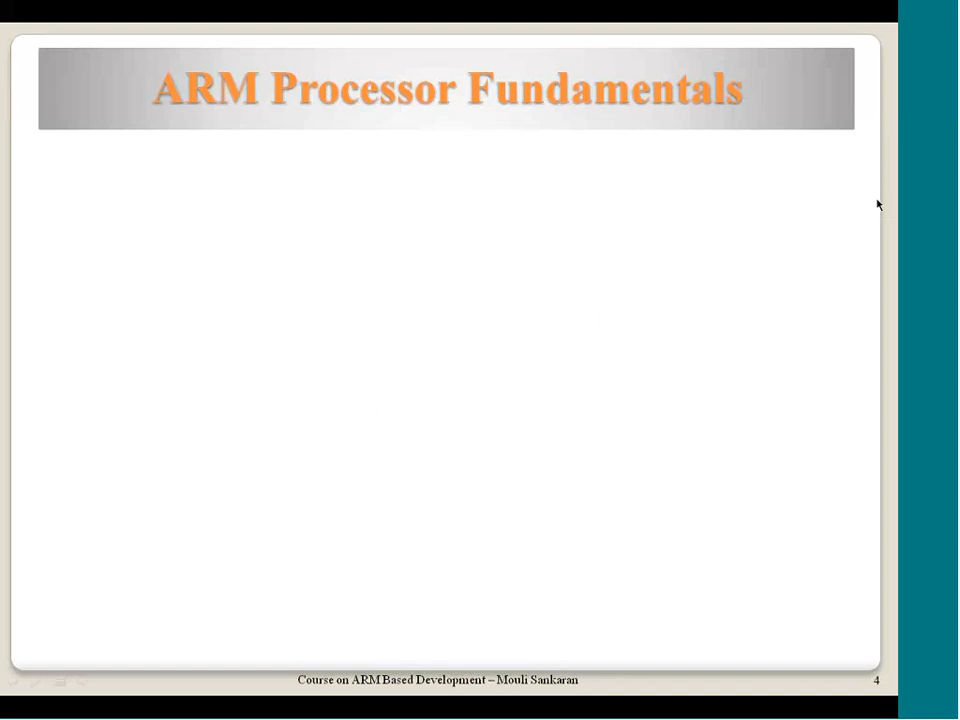 ARM Processor Fundamentals
Course on ARM Based Development – Mouli Sankaran
4